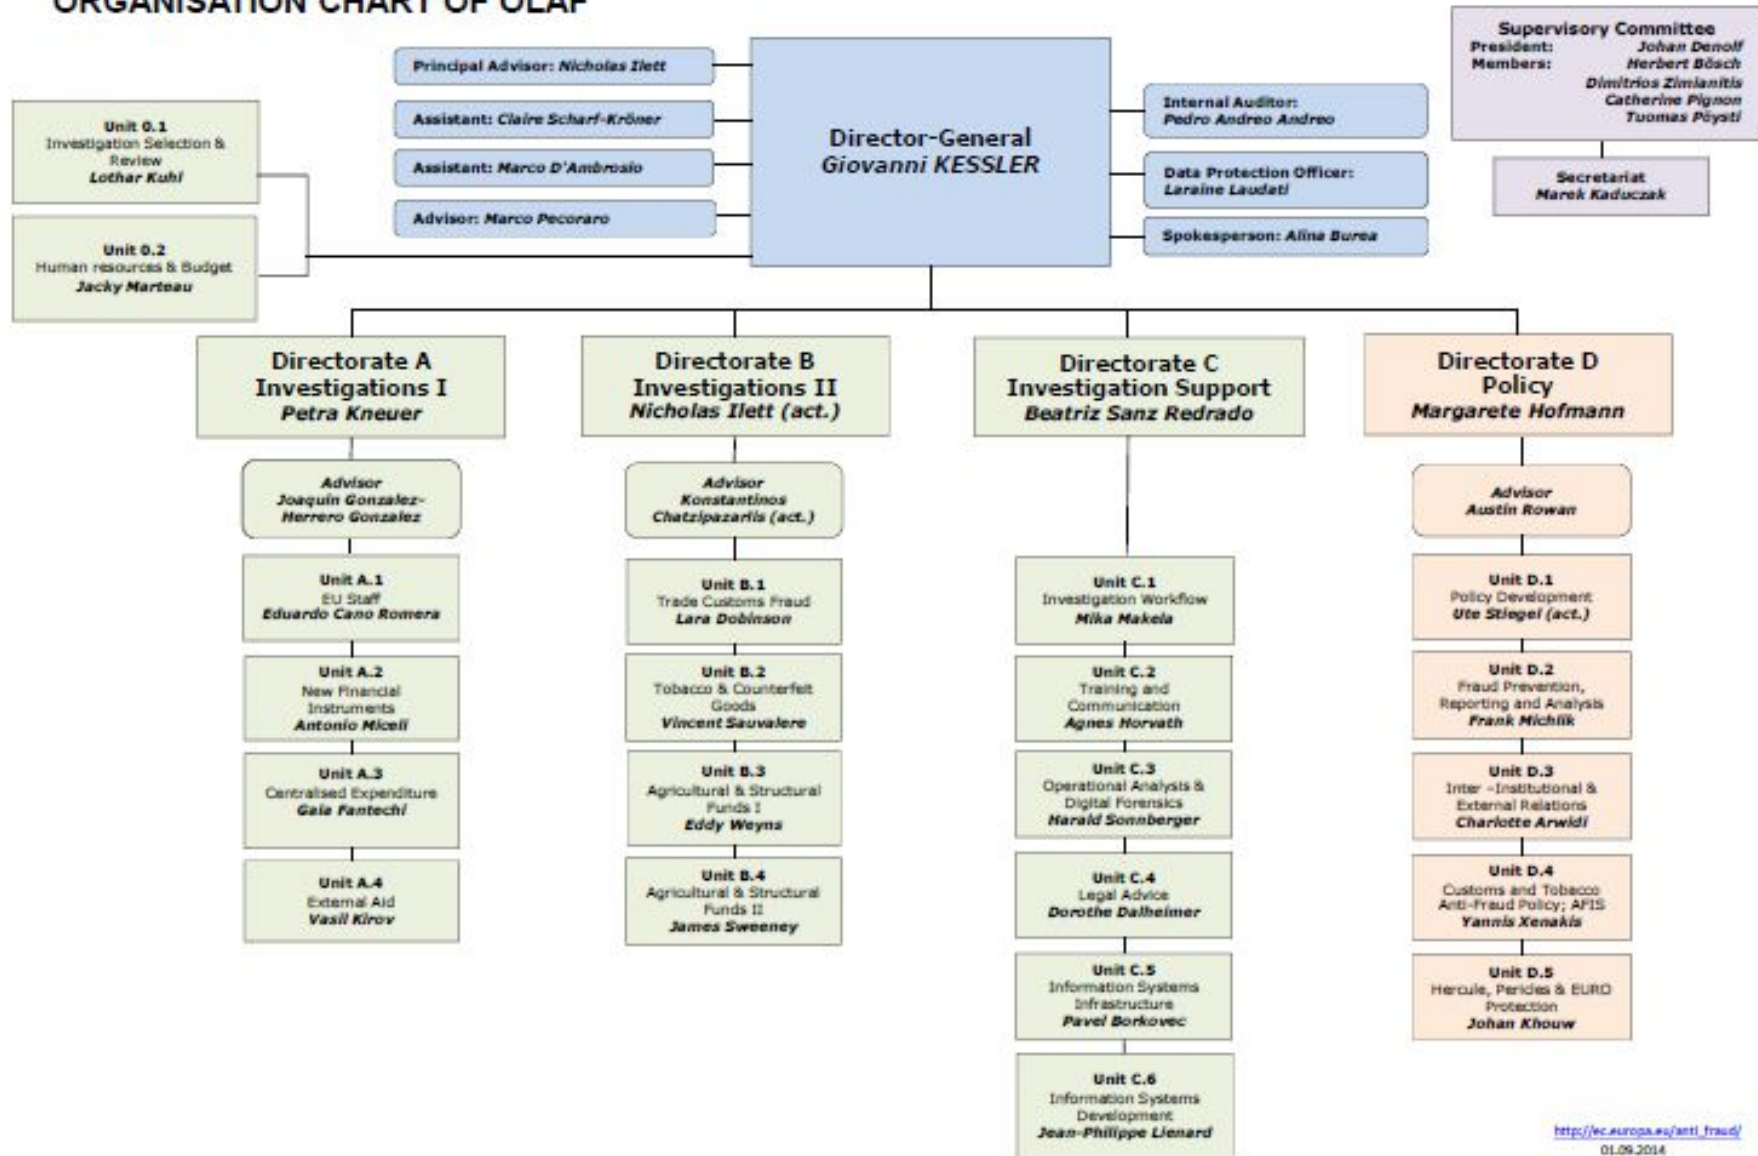 ORGANISATION CHART OF OLAF
Supervisory Committee
President: Johan Denolf
Members: Herbert Bösch
Dimitrios Zimianitis
Catherine Pignon
Tuomas Pöysti
Secretariat
Marek Kaduczak
Principal Advisor: Nicholas Ilett
Assistant: Claire Scharf-Kröner
Assistant: Marco D'Ambrosio
Advisor: Marco Pecoraro
Director-General
Giovanni KESSLER
Internal Auditor:
Pedro Andreo Andreo
Data Protection Officer:
Laraine Laudati
Spokesperson: Alina Burea
Unit 0.1
Investigation Selection &
Review
Lothar Kuhl
Unit 0.2
Human resources & Budget
Jacky Marteau
Directorate A
Investigations I
Petra Kneuer
Advisor
Joaquin Gonzalez-
Herrero Gonzalez
Unit A.1
EU Staff
Eduardo Cano Romera
Unit A.2
New Financial
Instruments
Antonio Miceli
Unit A.3
Centralised Expenditure
Gaia Fantechi
Unit A.4
External Aid
Vasil Kirov
Directorate B
Investigations II
Nicholas Ilett (act.)
Advisor
Konstantinos
Chatzipazarlis (act.)
Unit B.1
Trade Customs Fraud
Lara Dobinson
Unit B.2
Tobacco & Counterfeit
Goods
Vincent Sauvalere
Unit B.3
Agricultural & Structural
Funds I
Eddy Weyns
Unit B.4
Agricultural & Structural
Funds II
James Sweeney
Directorate C
Investigation Support
Beatriz Sanz Redrado
Unit C.1
Investigation Workflow
Mika Makela
Unit C.2
Training and
Communication
Agnes Horvath
Unit C.3
Operational Analysis &
Digital Forensics
Harald Sonnberger
Unit C.4
Legal Advice
Dorothe Dalheimer
Unit C.5
Information Systems
Infrastructure
Pavel Borkovec
Unit C.6
Information Systems
Development
Jean-Philippe Lienard
Directorate D
Policy
Margarete Hofmann
Advisor
Austin Rowan
Unit D.1
Policy Development
Ute Stiegel (act.)
Unit D.2
Fraud Prevention,
Reporting and Analysis
Frank Michlik
Unit D.3
Inter –Institutional &
External Relations
Charlotte Arwidi
Unit D.4
Customs and Tobacco
Anti-Fraud Policy; AFIS
Yannis Xenakis
Unit D.5
Hercule, Pericles & EURO
Protection
Johan Khouw
http://ec.europa.eu/anti_fraud/
01.09.2014